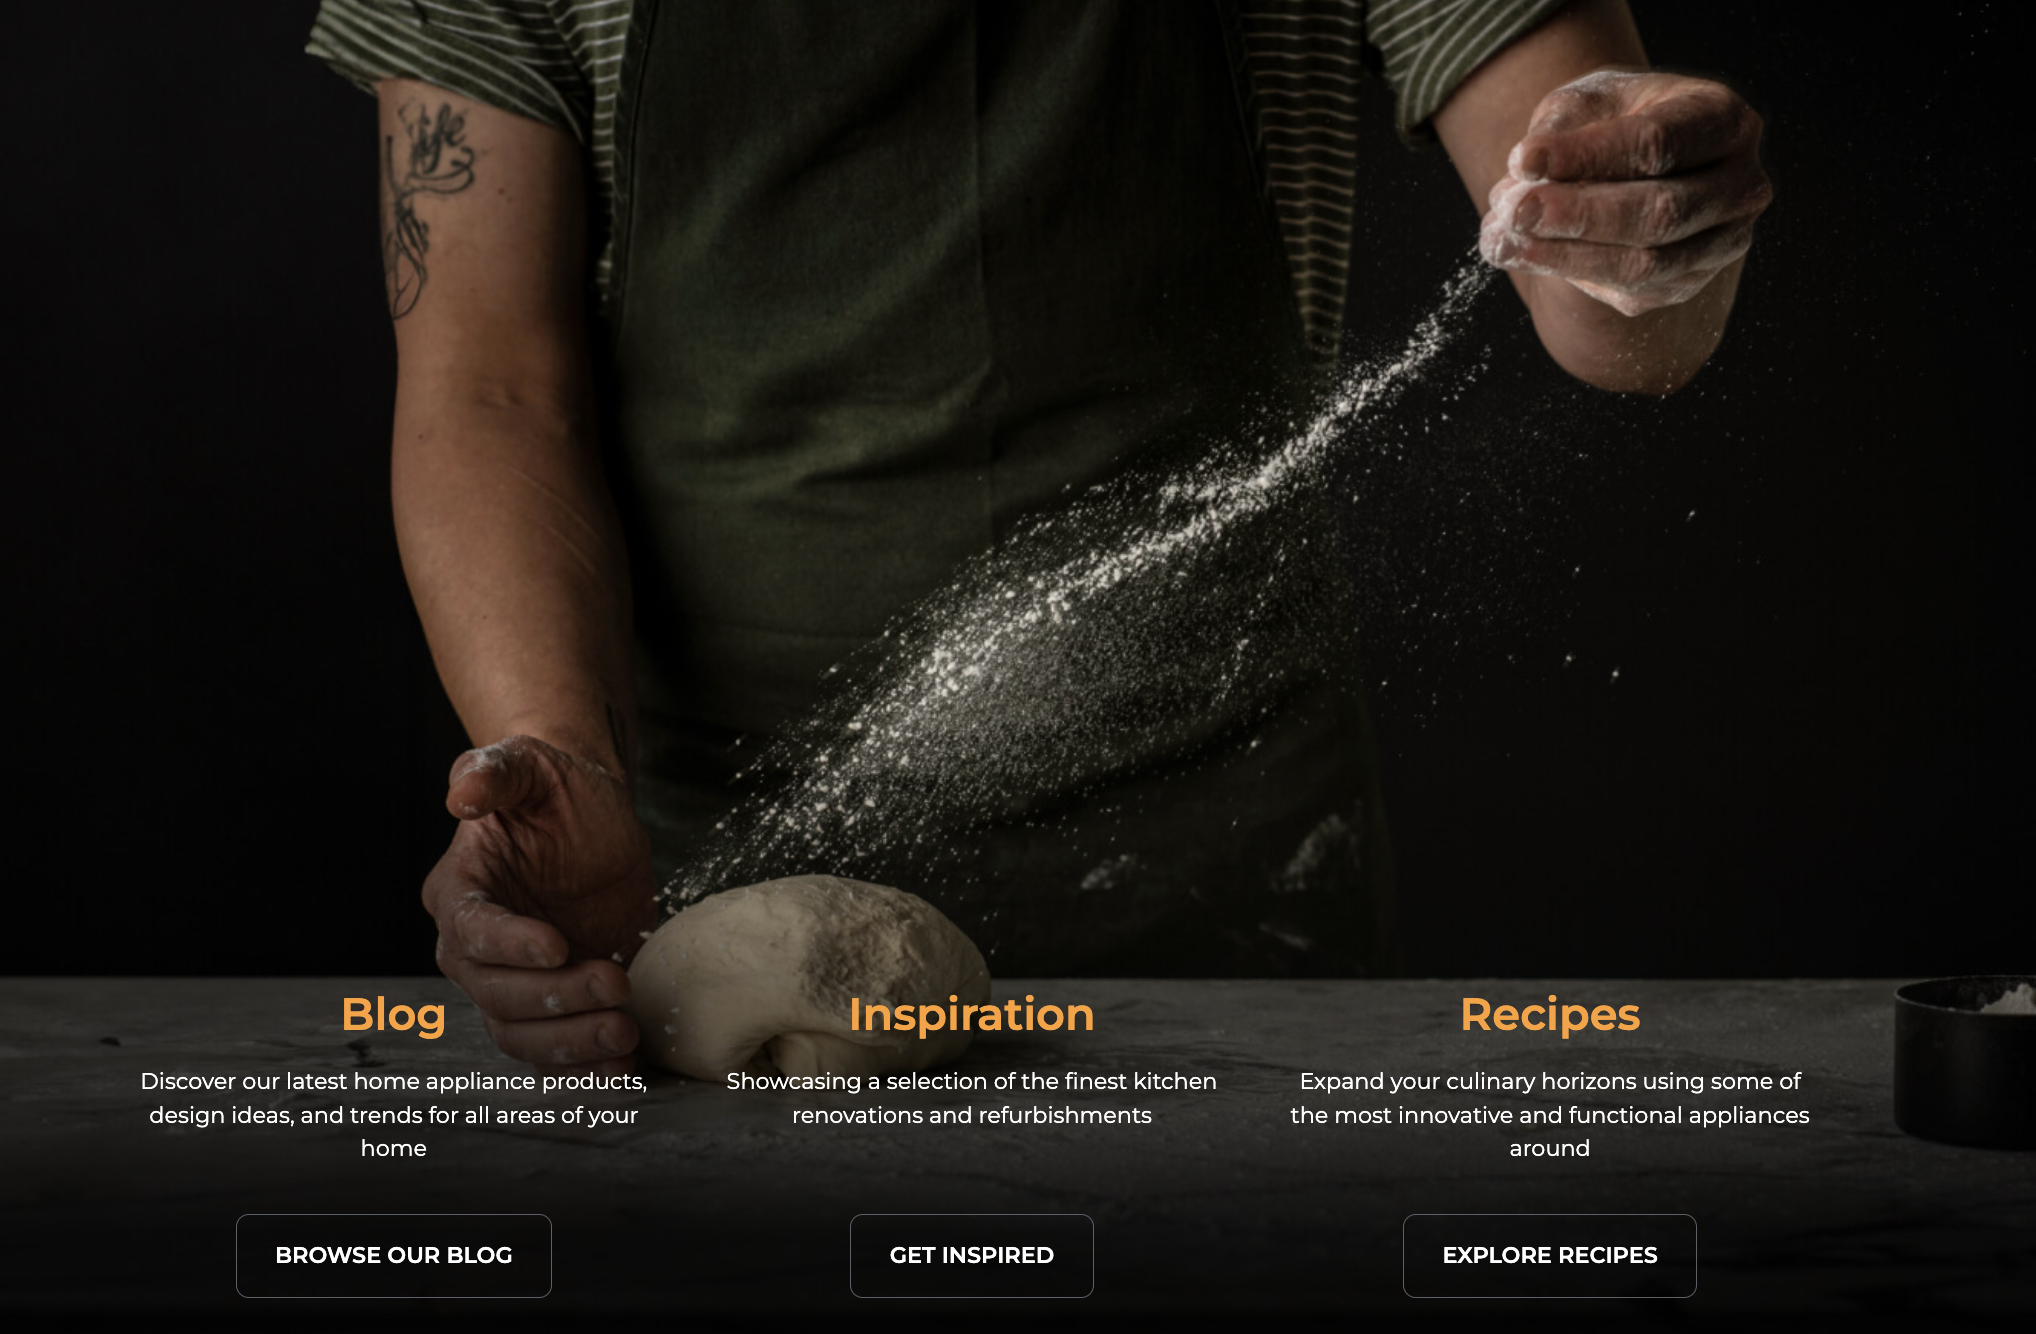 life
Blog
Discover our latest home appliance products,
design ideas, and trends for all areas of your
home
BROWSE OUR BLOG
Inspiration
Showcasing a selection of the finest kitchen
renovations and refurbishments
GET INSPIRED
Recipes
Expand your culinary horizons using some of
the most innovative and functional appliances
around
EXPLORE RECIPES